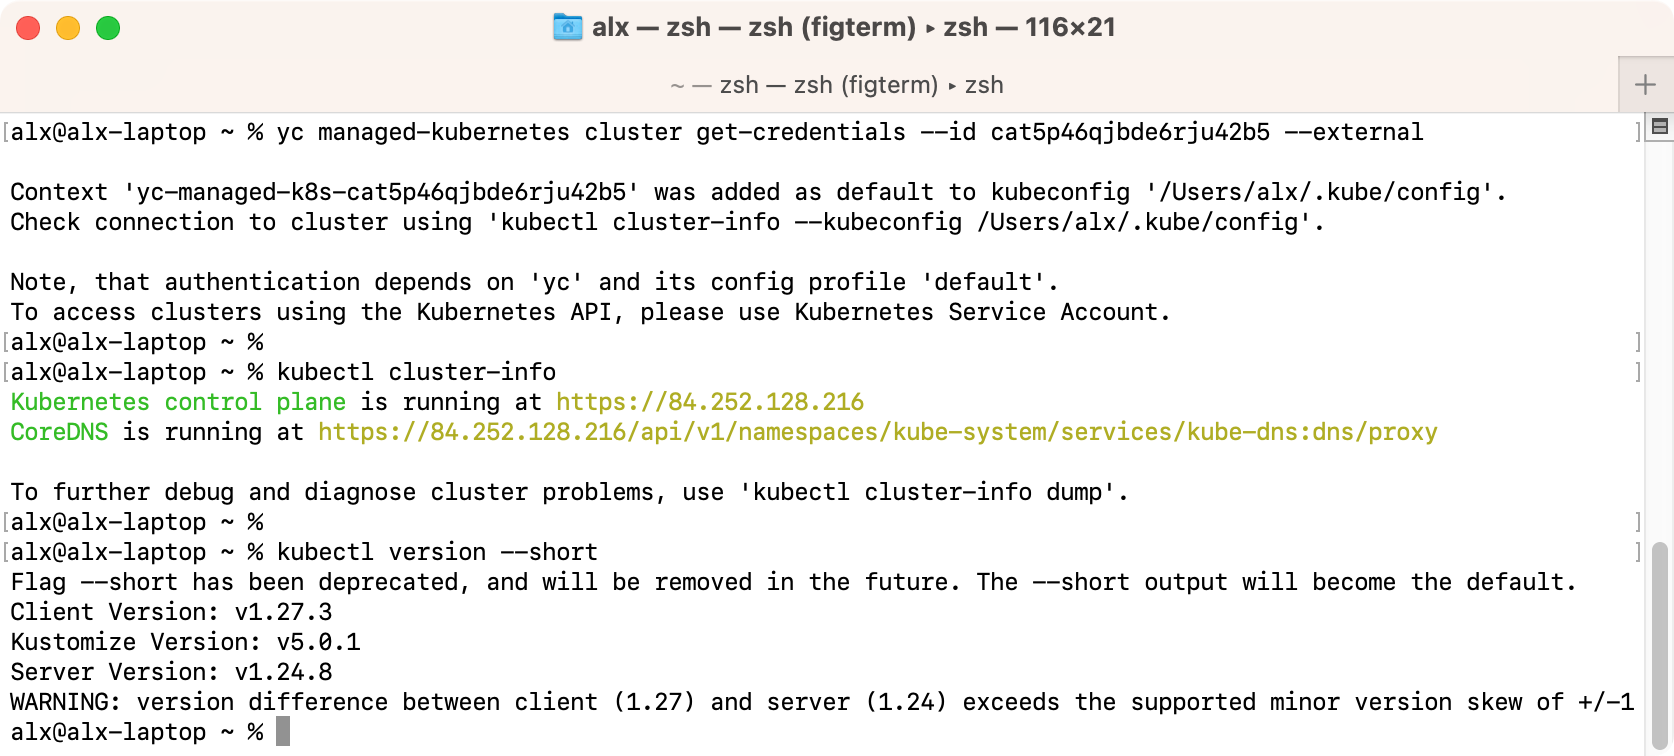 alx — zsh — zsh (figterm) ▸ zsh — 116×21
~ — zsh — zsh (figterm) ▸ zsh
[alx@alx-laptop ~ % yc managed-kubernetes cluster get-credentials --id cat5p46qjbde6rju42b5 --external ]
Context 'yc-managed-k8s-cat5p46qjbde6rju42b5' was added as default to kubeconfig '/Users/alx/.kube/config'.
Check connection to cluster using 'kubectl cluster-info --kubeconfig /Users/alx/.kube/config'.
Note, that authentication depends on 'yc' and its config profile 'default'.
To access clusters using the Kubernetes API, please use Kubernetes Service Account.
[alx@alx-laptop ~ % ]
[alx@alx-laptop ~ % kubectl cluster-info ]
Kubernetes control plane is running at https://84.252.128.216
CoreDNS is running at https://84.252.128.216/api/v1/namespaces/kube-system/services/kube-dns:dns/proxy
To further debug and diagnose cluster problems, use 'kubectl cluster-info dump'.
[alx@alx-laptop ~ % ]
[alx@alx-laptop ~ % kubectl version --short ]
Flag --short has been deprecated, and will be removed in the future. The --short output will become the default.
Client Version: v1.27.3
Kustomize Version: v5.0.1
Server Version: v1.24.8
WARNING: version difference between client (1.27) and server (1.24) exceeds the supported minor version skew of +/-1
alx@alx-laptop ~ %